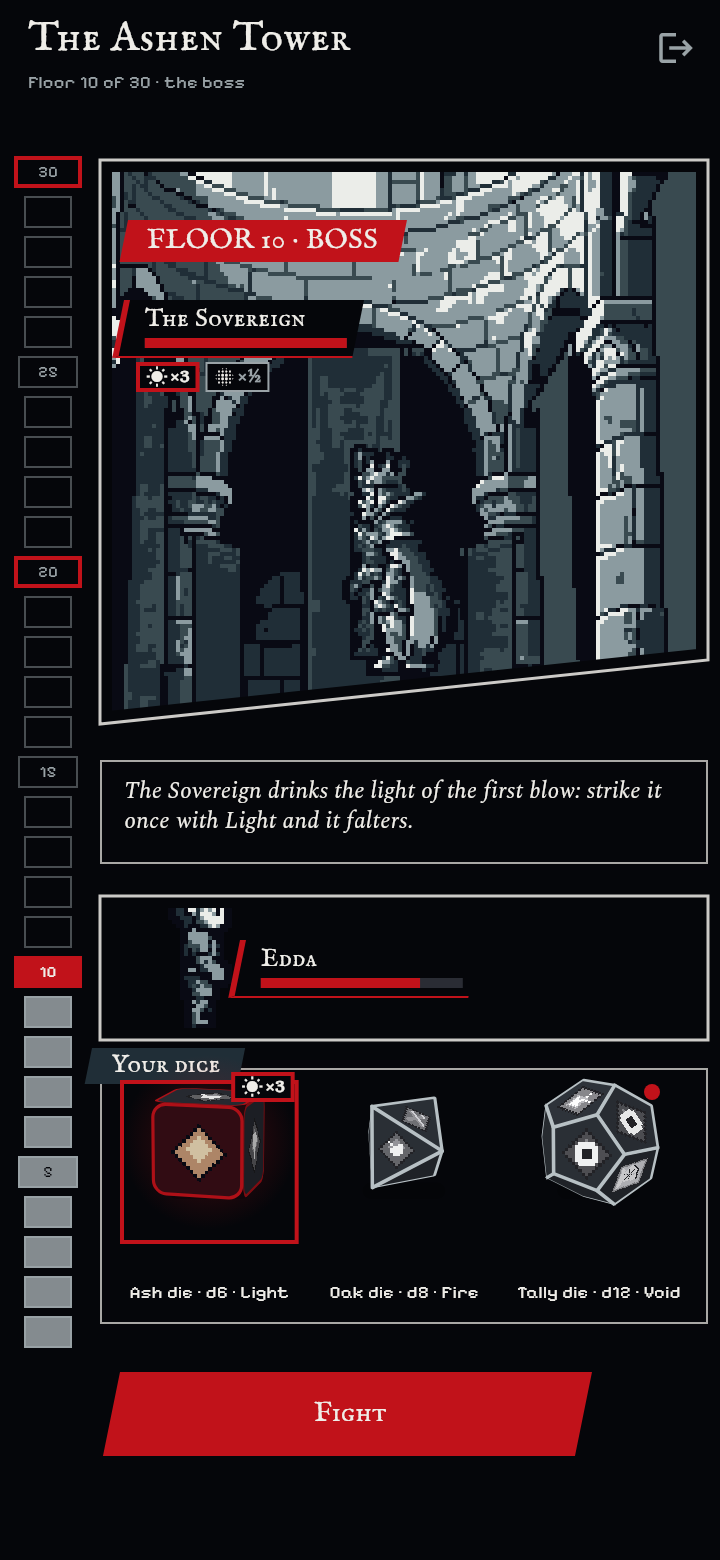 The Ashen Tower
Floor 10 of 30 · the boss
30
FLOOR 10 · BOSS
The Sovereign
×3
×½
25
20
15
The Sovereign drinks the light of the first blow: strike it
once with Light and it falters.
10
Edda
Your dice
×3
5
Ash die · d6 · Light
Oak die · d8 · Fire
Tally die · d12 · Void
Fight